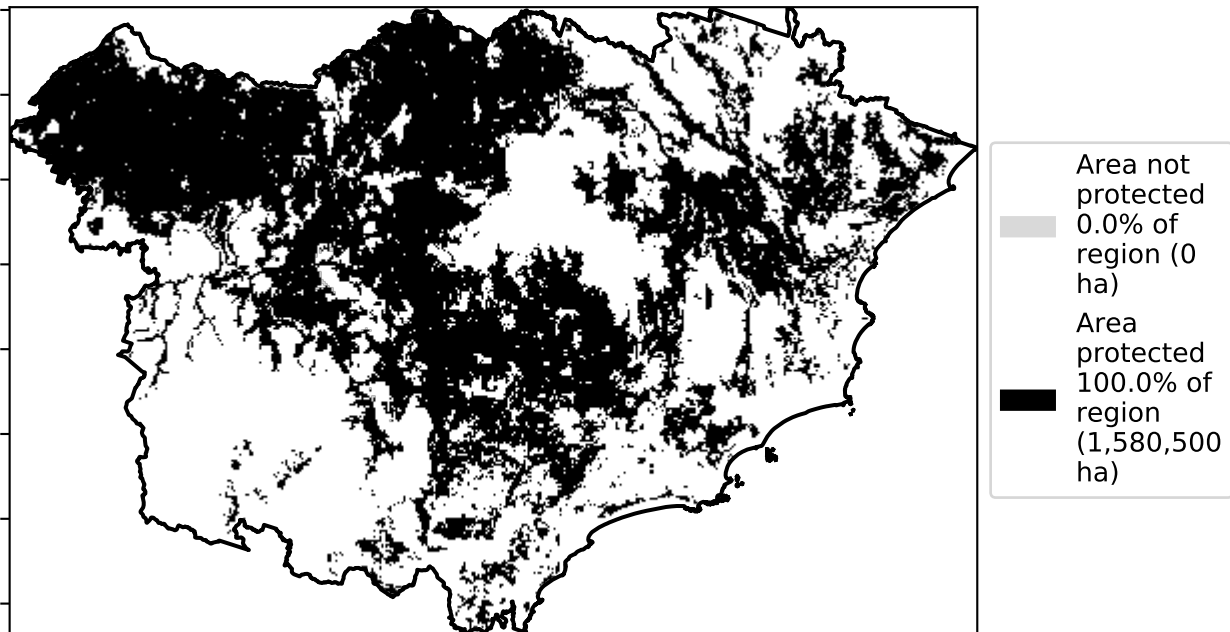 Area not
protected
0.0% of
region (0
ha)
Area
protected
100.0% of
region
(1,580,500
ha)